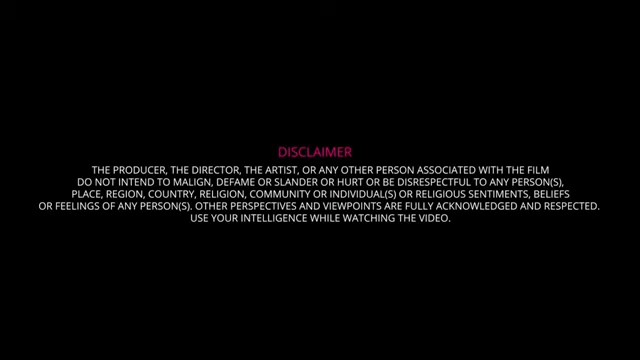 DISCLAIMER
THE PRODUCER, THE DIRECTOR, THE ARTIST, OR ANY OTHER PERSON ASSOCIATED WITH THE FILM
DO NOT INTEND TO MALIGN, DEFAME OR SLANDER OR HURT OR BE DISRESPECTFUL TO ANY PERSON(S),
PLACE, REGION, COUNTRY, RELIGION, COMMUNITY OR INDIVIDUAL(S) OR RELIGIOUS SENTIMENTS, BELIEFS
OR FEELINGS OF ANY PERSON(S). OTHER PERSPECTIVES AND VIEWPOINTS ARE FULLY ACKNOWLEDGED AND RESPECTED.
USE YOUR INTELLIGENCE WHILE WATCHING THE VIDEO.